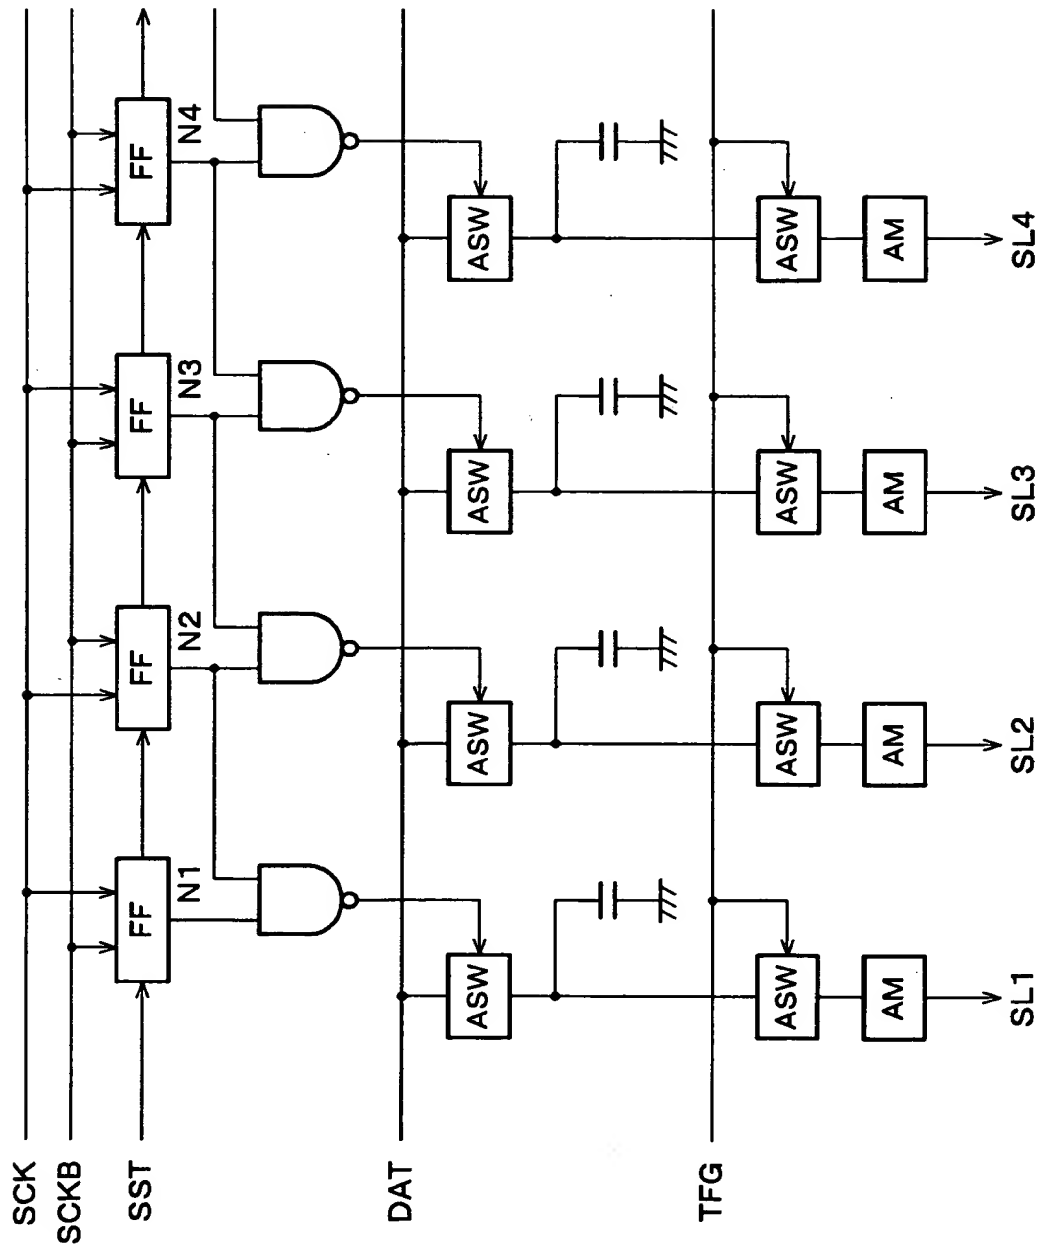 SCK
SCKB
SST
DAT
TFG
FF
FF
FF
FF
N1
N2
N3
N4
ASW
ASW
ASW
ASW
ASW
ASW
ASW
ASW
AM
AM
AM
AM
SL1
SL2
SL3
SL4